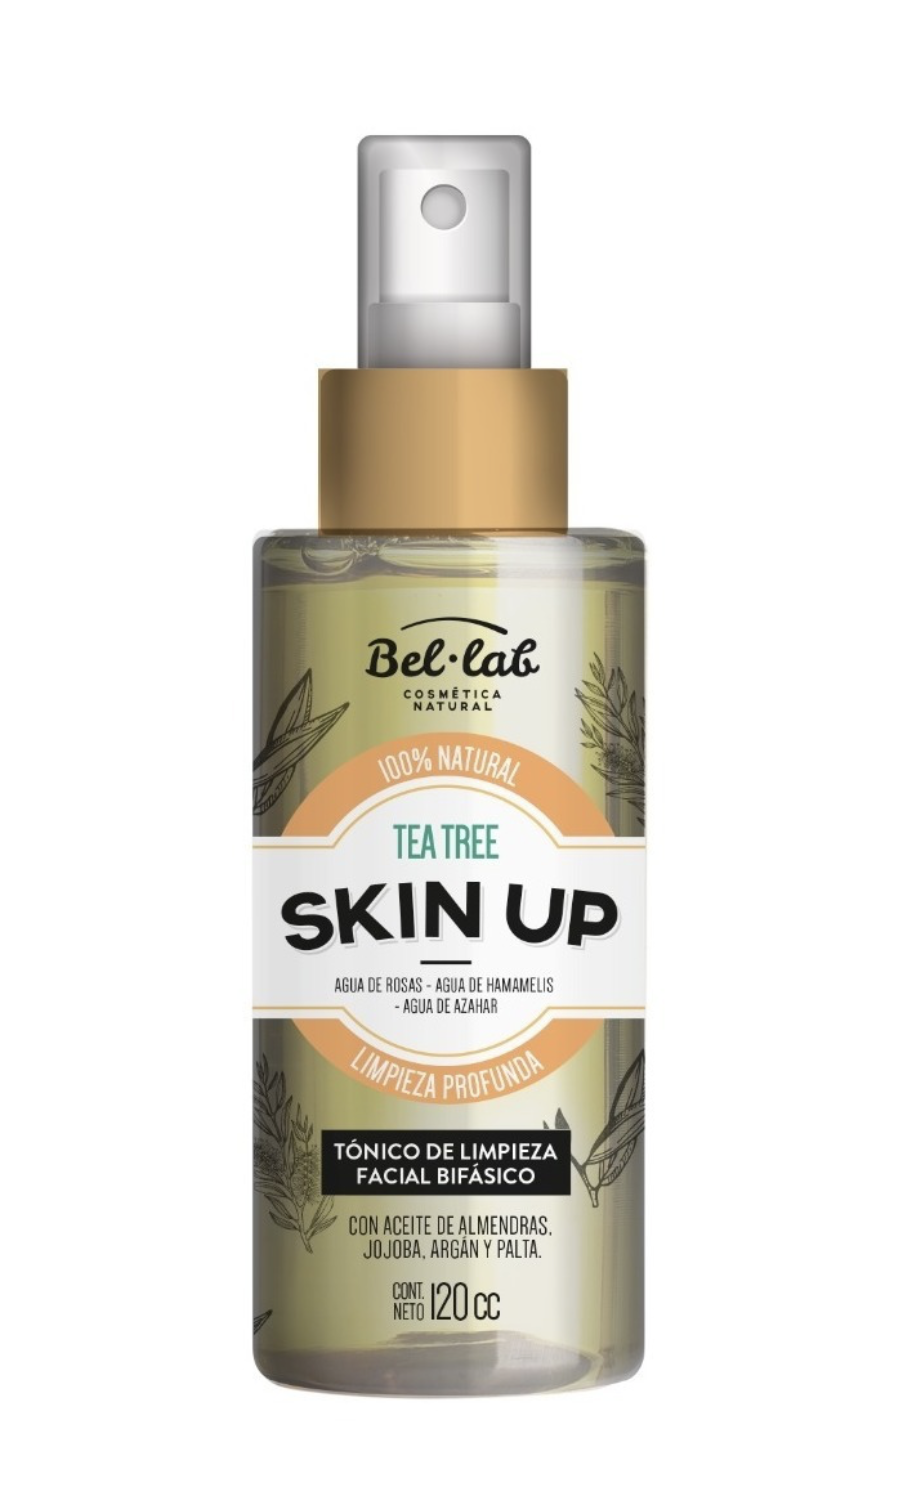 Bel·lab
COSMÉTICA
NATURAL
100% NATURAL
TEA TREE
SKIN UP
AGUA DE ROSAS - AGUA DE HAMAMELIS
- AGUA DE AZAHAR
LIMPIEZA PROFUNDA
TÓNICO DE LIMPIEZA
FACIAL BIFÁSICO
CON ACEITE DE ALMENDRAS,
JOJOBA, ARGÁN Y PALTA.
CONT.
NETO 120 CC